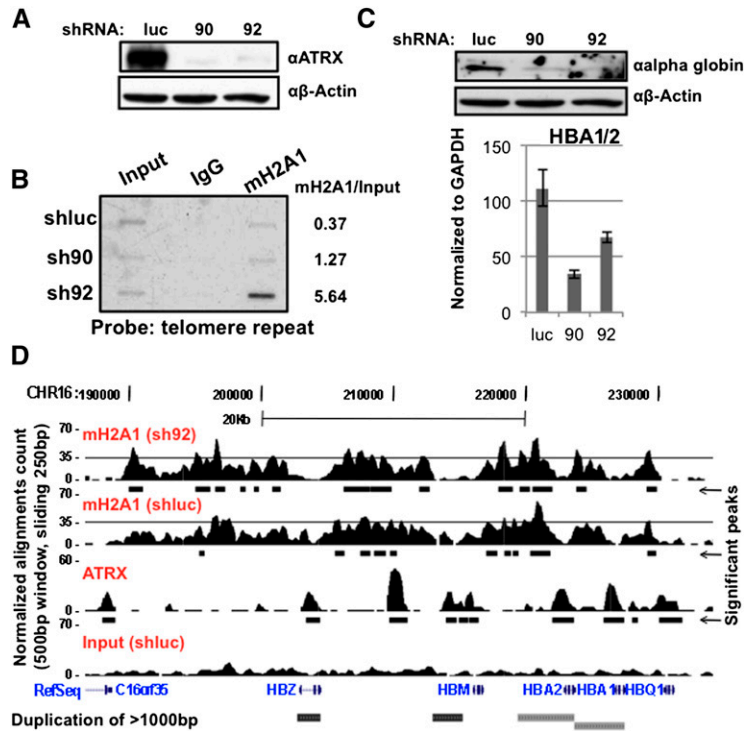 A
shRNA: luc 90 92
αATRX
αβ-Actin
B
Input IgG mH2A1
mH2A1/Input
shluc 0.37
sh90 1.27
sh92 5.64
Probe: telomere repeat
C
shRNA: luc 90 92
αalpha globin
αβ-Actin
HBA1/2
Normalized to GAPDH
150
100
50
0
luc 90 92
D
CHR16: 190000 200000 210000 220000 230000
20Kb
Normalized alignments count
(500bp window, sliding 250bp)
70
mH2A1 (sh92)
35
0
70
mH2A1 (shluc)
35
0
60
ATRX
0
70
Input (shluc)
0
Significant peaks
RefSeq C16orf35 HBZ HBM HBA2 HBA1 HBQ1
Duplication of >1000bp